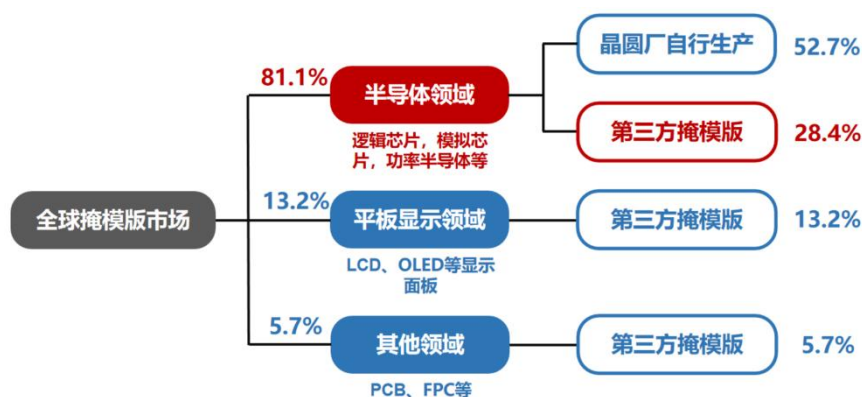 全球掩模版市场
81.1%
半导体领域
逻辑芯片，模拟芯
片，功率半导体等
晶圆厂自行生产
52.7%
第三方掩模版
28.4%
13.2%
平板显示领域
LCD、OLED等显示
面板
第三方掩模版
13.2%
5.7%
其他领域
PCB、FPC等
第三方掩模版
5.7%